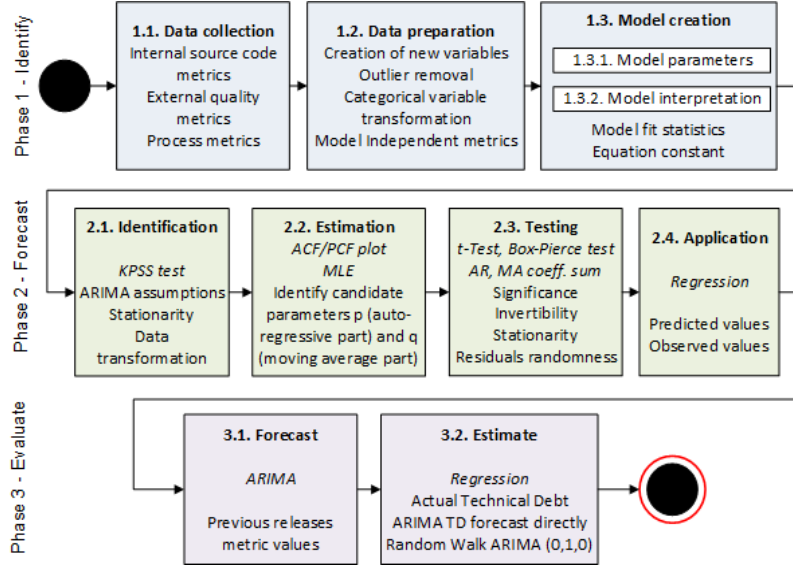 Phase 1 - Identify
1.1. Data collection
Internal source code
metrics
External quality
metrics
Process metrics
1.2. Data preparation
Creation of new variables
Outlier removal
Categorical variable
transformation
Model Independent metrics
1.3. Model creation
1.3.1. Model parameters
1.3.2. Model interpretation
Model fit statistics
Equation constant
Phase 2 - Forecast
2.1. Identification
KPSS test
ARIMA assumptions
Stationarity
Data
transformation
2.2. Estimation
ACF/PCF plot
MLE
Identify candidate
parameters p (auto-
regressive part) and q
(moving average part)
2.3. Testing
t-Test, Box-Pierce test
AR, MA coeff. sum
Significance
Invertibility
Stationarity
Residuals randomness
2.4. Application
Regression
Predicted values
Observed values
Phase 3 - Evaluate
3.1. Forecast
ARIMA
Previous releases
metric values
3.2. Estimate
Regression
Actual Technical Debt
ARIMA TD forecast directly
Random Walk ARIMA (0,1,0)